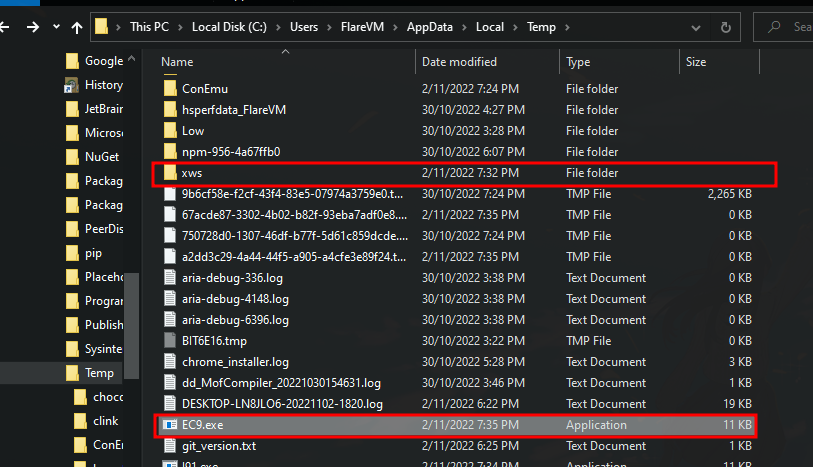 This PC > Local Disk (C:) > Users > FlareVM > AppData > Local > Temp >
Sea
Google
History
JetBrain
Micros
NuGet
Packag
Packag
PeerDis
pip
Placeho
Progran
Publish
Sysinte
Temp
choco
clink
ConE
Name Date modified Type Size
ConEmu 2/11/2022 7:24 PM File folder
hsperfdata_FlareVM 30/10/2022 4:27 PM File folder
Low 30/10/2022 3:28 PM File folder
npm-956-4a67ffb0 30/10/2022 6:07 PM File folder
xws 2/11/2022 7:32 PM File folder
9b6cf58e-f2cf-43f4-83e5-07974a3759e0.t... 30/10/2022 7:24 PM TMP File 2,265 KB
67acde87-3302-4b02-b82f-93eba7adf0e8.... 2/11/2022 7:35 PM TMP File 0 KB
750728d0-1307-46df-b77f-5d61c859dcde.... 30/10/2022 7:24 PM TMP File 0 KB
a2dd3c29-4a44-44f5-a905-a4cfe3e89f24.t... 2/11/2022 7:35 PM TMP File 0 KB
aria-debug-336.log 30/10/2022 3:38 PM Text Document 0 KB
aria-debug-4148.log 30/10/2022 3:38 PM Text Document 0 KB
aria-debug-6396.log 30/10/2022 3:38 PM Text Document 0 KB
BIT6E16.tmp 30/10/2022 3:22 PM TMP File 0 KB
chrome_installer.log 30/10/2022 5:28 PM Text Document 3 KB
dd_MofCompiler_20221030154631.log 30/10/2022 3:46 PM Text Document 1 KB
DESKTOP-LN8JLO6-20221102-1820.log 2/11/2022 6:22 PM Text Document 19 KB
EC9.exe 2/11/2022 7:35 PM Application 11 KB
git_version.txt 2/11/2022 6:25 PM Text Document 1 KB